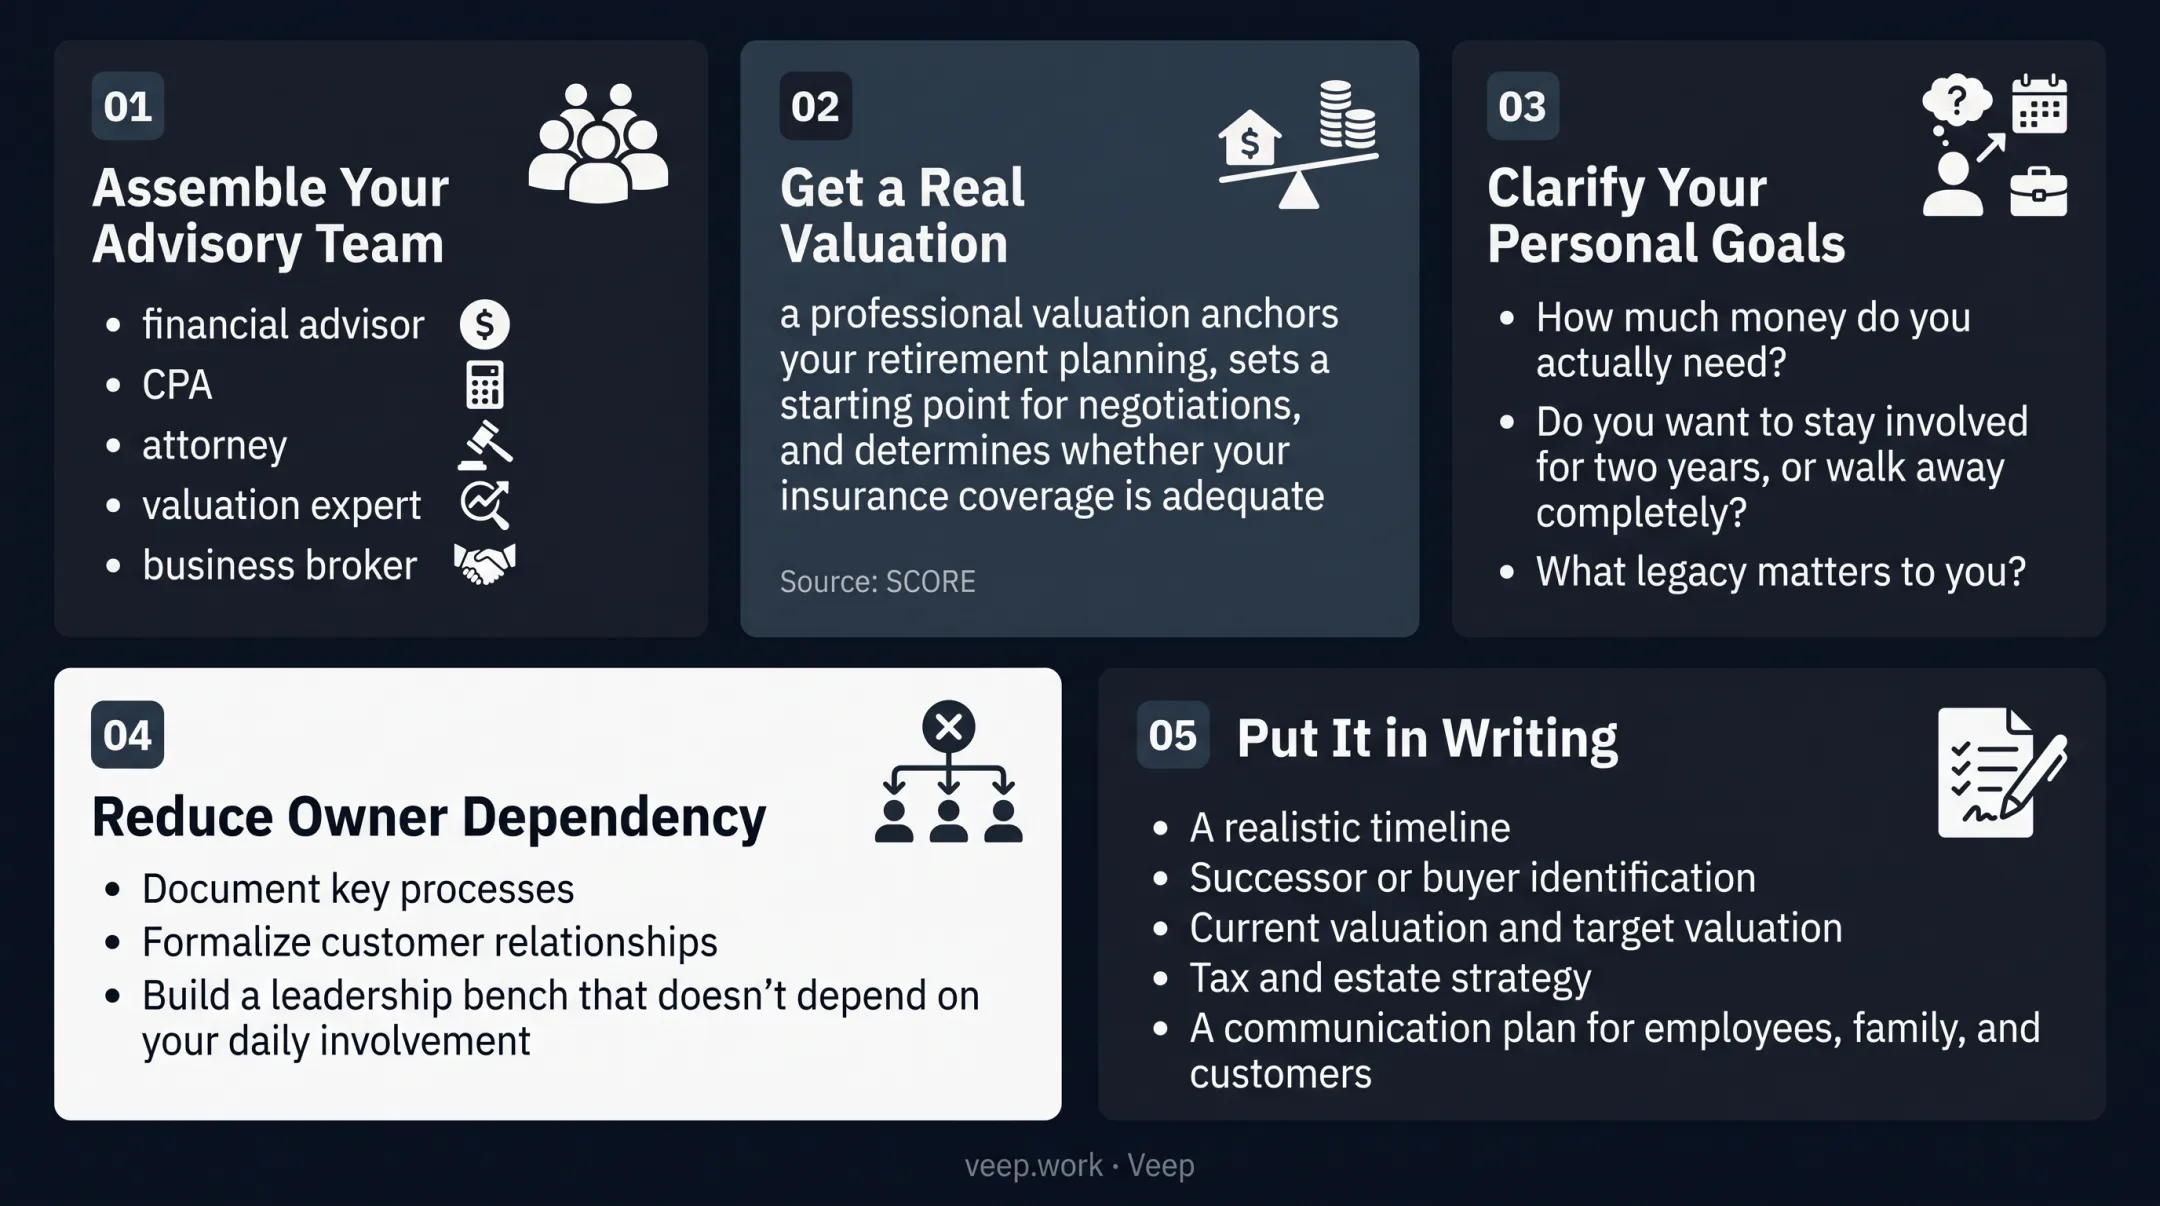 01
Assemble Your
Advisory Team
• financial advisor
$
• CPA
• attorney
• valuation expert
• business broker
02
$
Get a Real
Valuation
a professional valuation anchors
your retirement planning, sets a
starting point for negotiations,
and determines whether your
insurance coverage is adequate
Source: SCORE
03
?
Clarify Your
Personal Goals
• How much money do you
actually need?
• Do you want to stay involved
for two years, or walk away
completely?
• What legacy matters to you?
04
Reduce Owner Dependency
• Document key processes
• Formalize customer relationships
• Build a leadership bench that doesn’t depend on
your daily involvement
05 Put It in Writing
• A realistic timeline
• Successor or buyer identification
• Current valuation and target valuation
• Tax and estate strategy
• A communication plan for employees, family, and
customers
veep.work · Veep